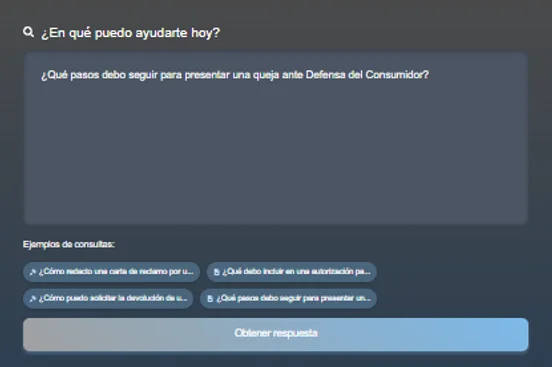 ¿En qué puedo ayudarte hoy?
¿Qué pasos debo seguir para presentar una queja ante Defensa del Consumidor?
Ejemplos de consultas:
¿Cómo redacto una carta de reclamo por u...
¿Qué debo incluir en una autorización pa...
¿Cómo puedo solicitar la devolución de u...
¿Qué pasos debo seguir para presentar un...
Obtener respuesta